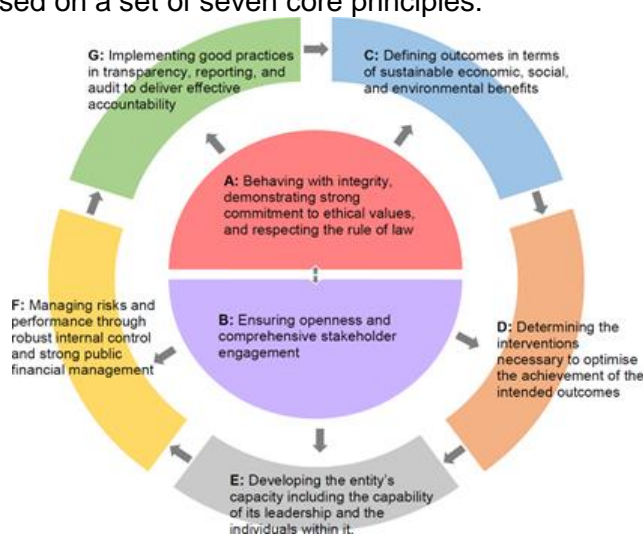 sed on a set of seven core principles.
G: Implementing good practices
in transparency, reporting, and
audit to deliver effective
accountability
C: Defining outcomes in terms
of sustainable economic, social,
and environmental benefits
A: Behaving with integrity,
demonstrating strong
commitment to ethical values,
and respecting the rule of law
B: Ensuring openness and
comprehensive stakeholder
engagement
F: Managing risks and
performance through
robust internal control
and strong public
financial management
D: Determining the
interventions
necessary to optimise
the achievement of the
intended outcomes
E: Developing the entity's
capacity including the capability
of its leadership and the
individuals within it.